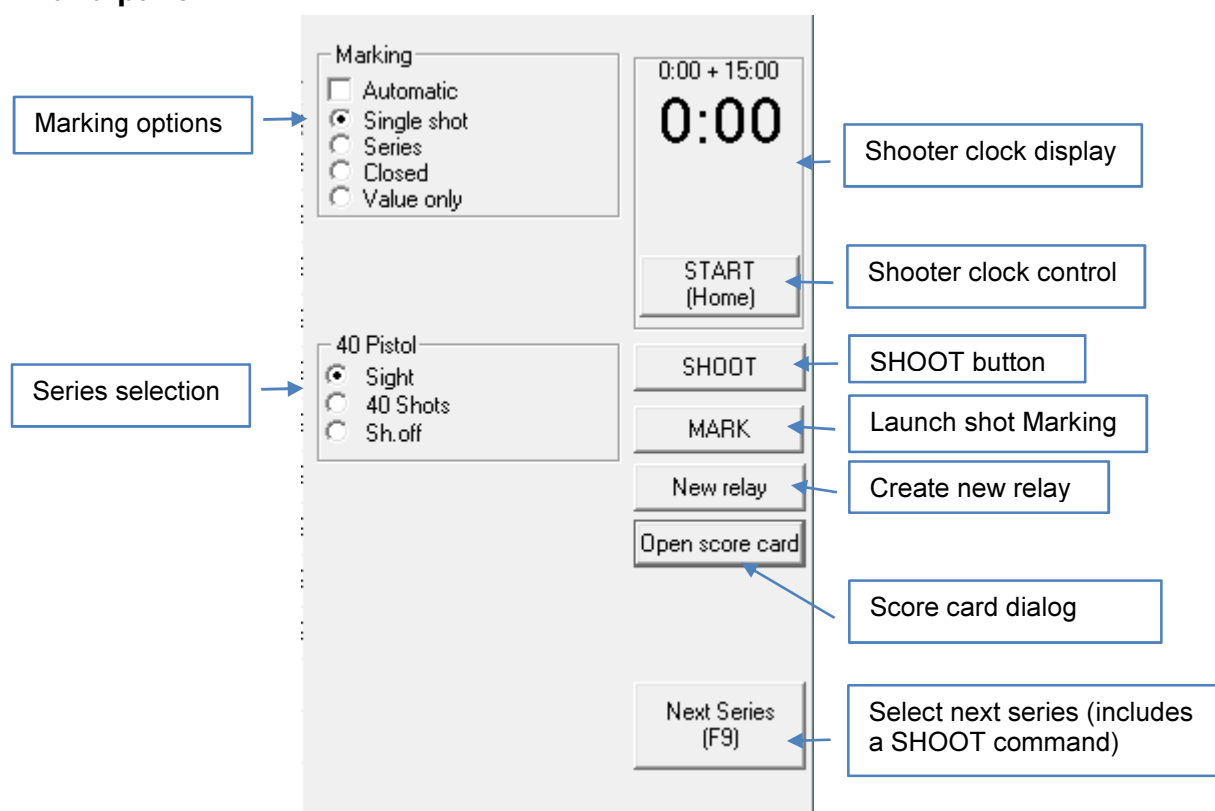 Marking
Automatic
Single shot
Series
Closed
Value only
Marking options
0:00 + 15:00
0:00
Shooter clock display
START
(Home)
Shooter clock control
40 Pistol
Sight
40 Shots
Sh.off
Series selection
SHOOT
SHOOT button
MARK
Launch shot Marking
New relay
Create new relay
Open score card
Score card dialog
Next Series
(F9)
Select next series (includes
a SHOOT command)